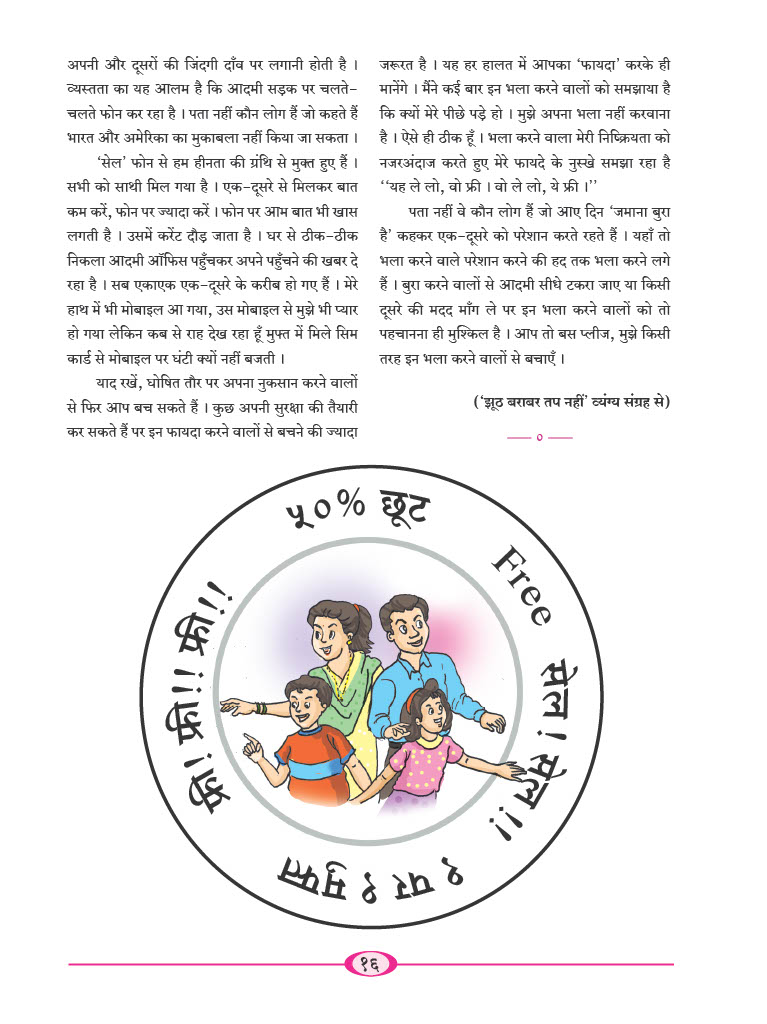 अपनी और दूसरों की जिंदगी दाँव पर लगानी होती है ।
व्यस्तता का यह आलम है कि आदमी सड़क पर चलते-
चलते फोन कर रहा है । पता नहीं कौन लोग हैं जो कहते हैं
भारत और अमेरिका का मुकाबला नहीं किया जा सकता ।
‘सेल’ फोन से हम हीनता की ग्रंथि से मुक्त हुए हैं ।
सभी को साथी मिल गया है । एक-दूसरे से मिलकर बात
कम करें, फोन पर ज्यादा करें । फोन पर आम बात भी खास
लगती है । उसमें करेंट दौड़ जाता है । घर से ठीक-ठीक
निकला आदमी ऑफिस पहुँचकर अपने पहुँचने की खबर दे
रहा है । सब एकाएक एक-दूसरे के करीब हो गए हैं । मेरे
हाथ में भी मोबाइल आ गया, उस मोबाइल से मुझे भी प्यार
हो गया लेकिन कब से राह देख रहा हूँ मुफ्त में मिले सिम
कार्ड से मोबाइल पर घंटी क्यों नहीं बजती ।
याद रखें, घोषित तौर पर अपना नुकसान करने वालों
से फिर आप बच सकते हैं । कुछ अपनी सुरक्षा की तैयारी
कर सकते हैं पर इन फायदा करने वालों से बचने की ज्यादा
जरूरत है । यह हर हालत में आपका ‘फायदा’ करके ही
मानेंगे । मैंने कई बार इन भला करने वालों को समझाया है
कि क्यों मेरे पीछे पड़े हो । मुझे अपना भला नहीं करवाना
है । ऐसे ही ठीक हूँ । भला करने वाला मेरी निष्क्रियता को
नजरअंदाज करते हुए मेरे फायदे के नुस्खे समझा रहा है
‘‘यह ले लो, वो फ्री । वो ले लो, ये फ्री ।’’
पता नहीं वे कौन लोग हैं जो आए दिन ‘जमाना बुरा
है’ कहकर एक-दूसरे को परेशान करते रहते हैं । यहाँ तो
भला करने वाले परेशान करने की हद तक भला करने लगे
हैं । बुरा करने वालों से आदमी सीधे टकरा जाए या किसी
दूसरे की मदद माँग ले पर इन भला करने वालों को तो
पहचानना ही मुश्किल है । आप तो बस प्लीज, मुझे किसी
तरह इन भला करने वालों से बचाएँ ।
(‘झूठ बराबर तप नहीं’ व्यंग्य संग्रह से)
०
५०% छूट
Free
सेल! सेल!!
१ पर १ मुफ्त
फ्री! फ्री!! फ्री!!
१६